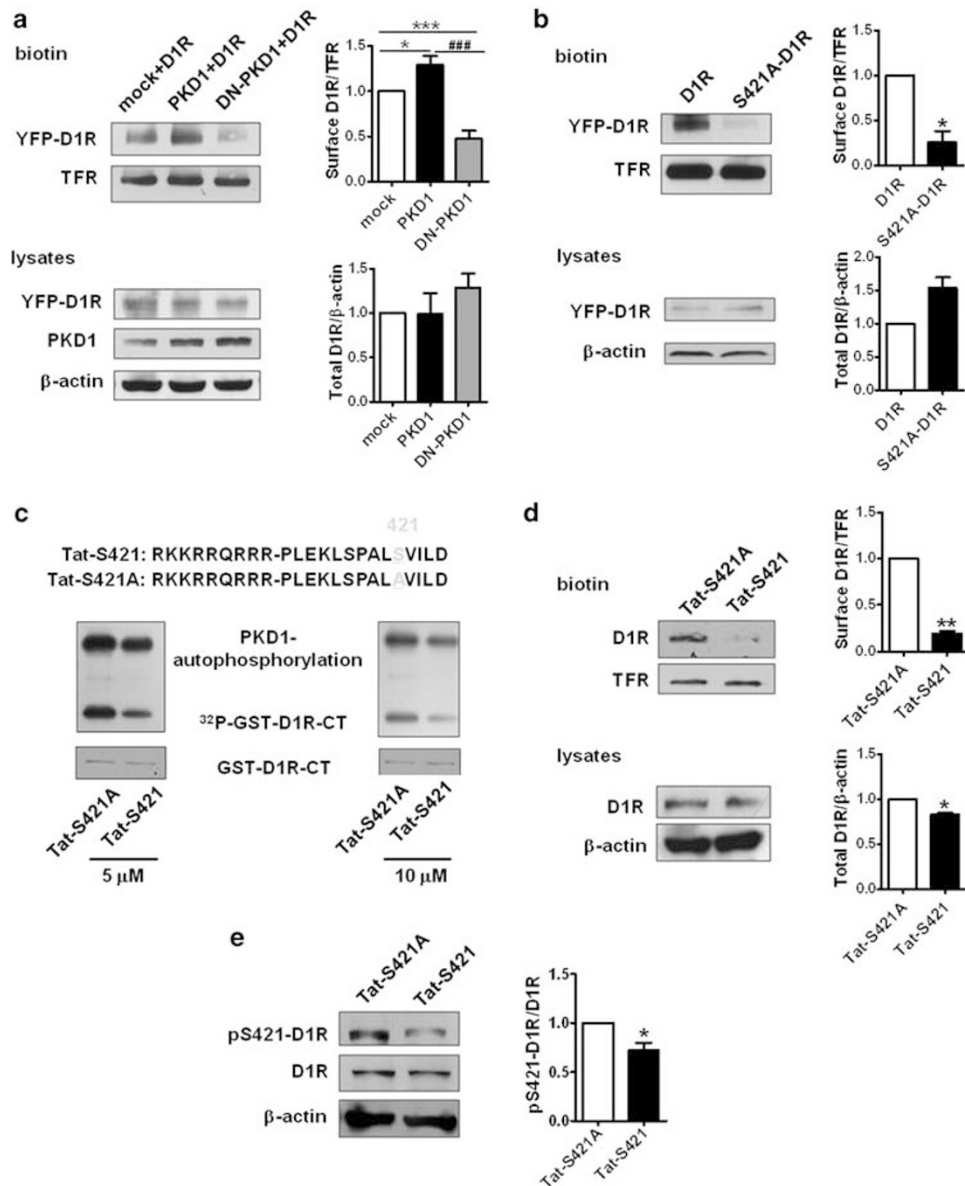 a
biotin
mock+D1R
PKD1+D1R
DN-PKD1+D1R
YFP-D1R
TFR
Surface D1R/TFR
1.5
1.0
0.5
0.0
***
*
###
mock
PKD1
DN-PKD1
lysates
YFP-D1R
PKD1
β-actin
Total D1R/β-actin
1.5
1.0
0.5
0.0
mock
PKD1
DN-PKD1
b
biotin
D1R
S421A-D1R
YFP-D1R
TFR
Surface D1R/TFR
1.5
1.0
0.5
0.0
*
D1R
S421A-D1R
lysates
YFP-D1R
β-actin
Total D1R/β-actin
2.0
1.5
1.0
0.5
0.0
D1R
S421A-D1R
c
421
Tat-S421: RKKRRQRRR-PLEKLSPALSVILD
Tat-S421A: RKKRRQRRR-PLEKLSPALAVILD
PKD1-
autophosphorylation
³²P-GST-D1R-CT
GST-D1R-CT
Tat-S421A
Tat-S421
5 µM
Tat-S421A
Tat-S421
10 µM
d
biotin
Tat-S421A
Tat-S421
D1R
TFR
Surface D1R/TFR
1.5
1.0
0.5
0.0
**
Tat-S421A
Tat-S421
lysates
D1R
β-actin
Total D1R/β-actin
1.5
1.0
0.5
0.0
*
Tat-S421A
Tat-S421
e
Tat-S421A
Tat-S421
pS421-D1R
D1R
β-actin
pS421-D1R/D1R
1.5
1.0
0.5
0.0
*
Tat-S421A
Tat-S421